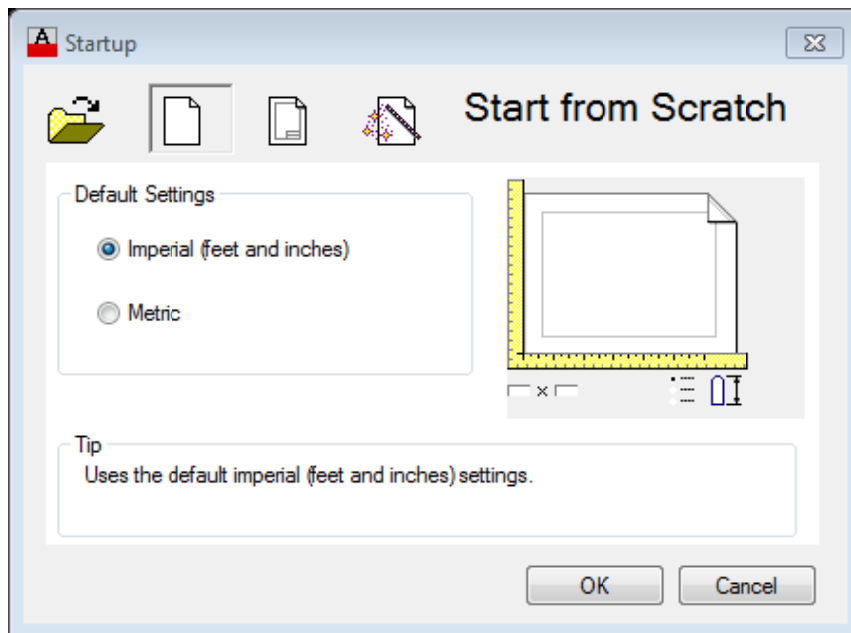 A Startup
Start from Scratch
Default Settings
Imperial (feet and inches)
Metric
Tip
Uses the default imperial (feet and inches) settings.
OK Cancel